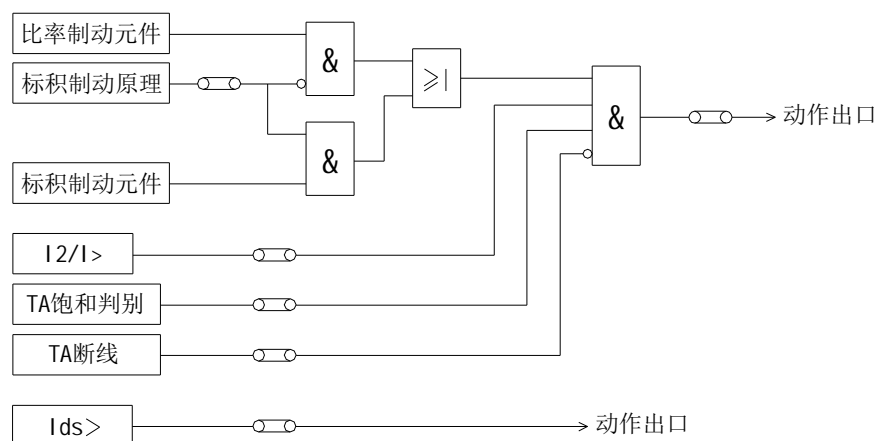 比率制动元件
&
标积制动原理
≥1
&
动作出口
&
标积制动元件
I2/I>
TA饱和判别
TA断线
Ids>
动作出口